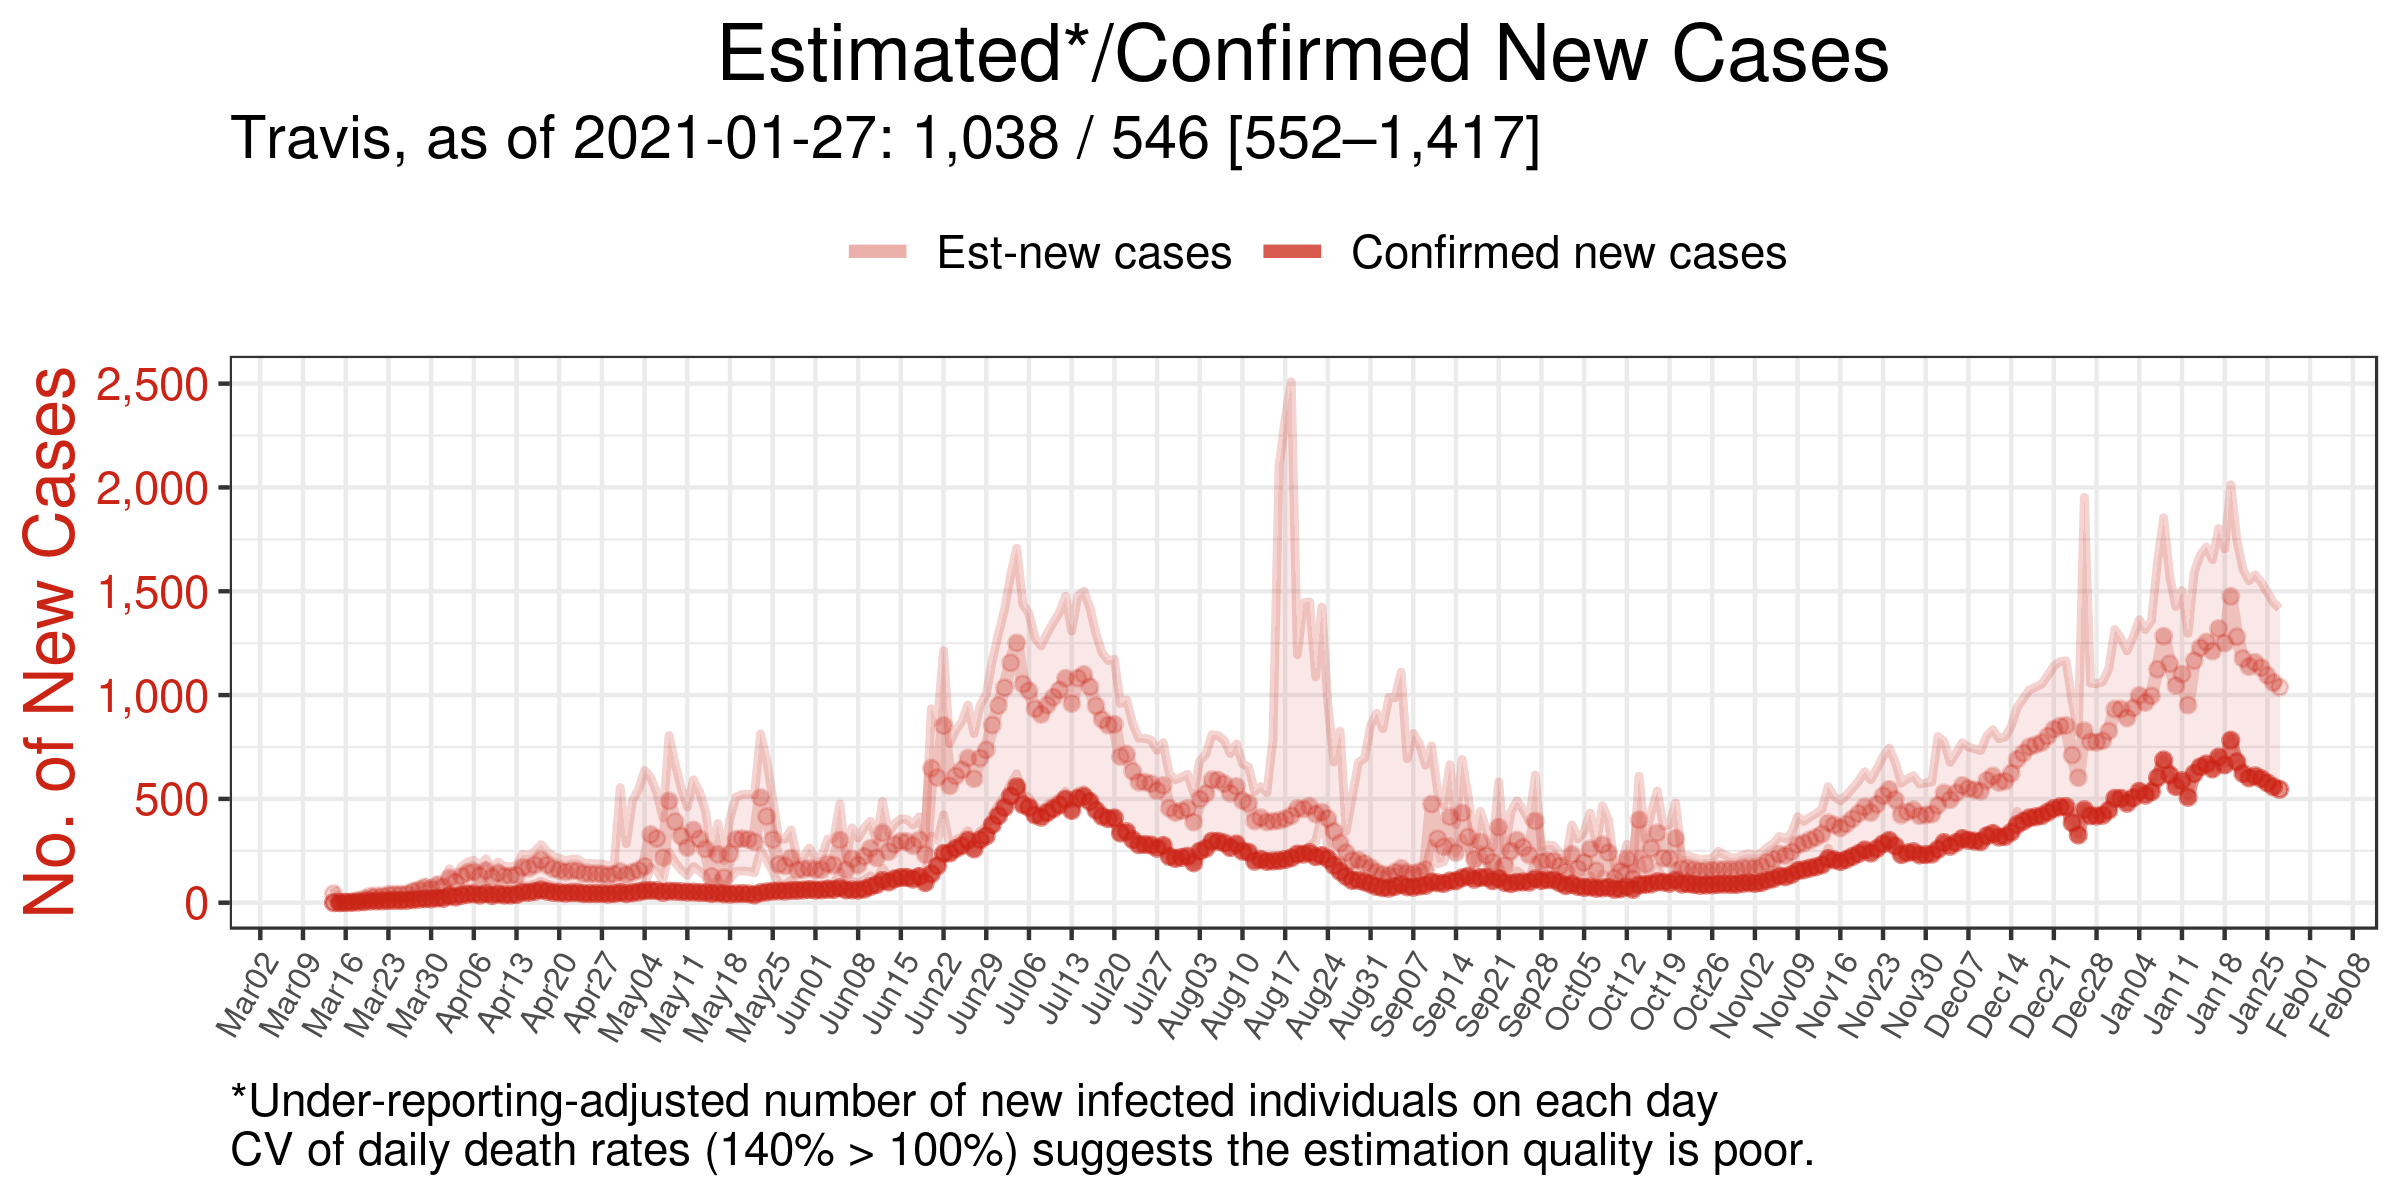 Estimated*/Confirmed New Cases
Travis, as of 2021-01-27: 1,038 / 546 [552–1,417]
Est-new cases Confirmed new cases
No. of New Cases
2,500
2,000
1,500
1,000
500
0
Mar02 Mar09 Mar16 Mar23 Mar30 Apr06 Apr13 Apr20 Apr27 May04 May11 May18 May25 Jun01 Jun08 Jun15 Jun22 Jun29 Jul06 Jul13 Jul20 Jul27 Aug03 Aug10 Aug17 Aug24 Aug31 Sep07 Sep14 Sep21 Sep28 Oct05 Oct12 Oct19 Oct26 Nov02 Nov09 Nov16 Nov23 Nov30 Dec07 Dec14 Dec21 Dec28 Jan04 Jan11 Jan18 Jan25 Feb01 Feb08
*Under-reporting-adjusted number of new infected individuals on each day
CV of daily death rates (140% > 100%) suggests the estimation quality is poor.